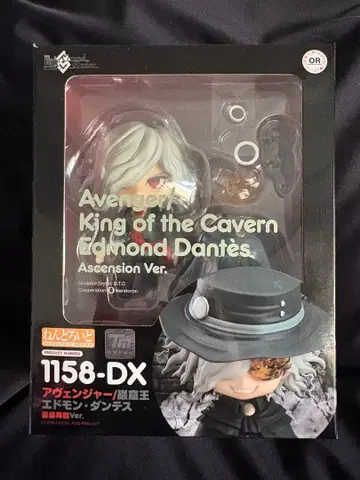 OR
Avenger/
King of the Cavern
Edmond Dantès
Ascension Ver.
ねんどろいど
PRODUCT NUMBER
1158-DX
アヴェンジャー/巌窟王
エドモン・ダンテス
霊基再臨Ver.